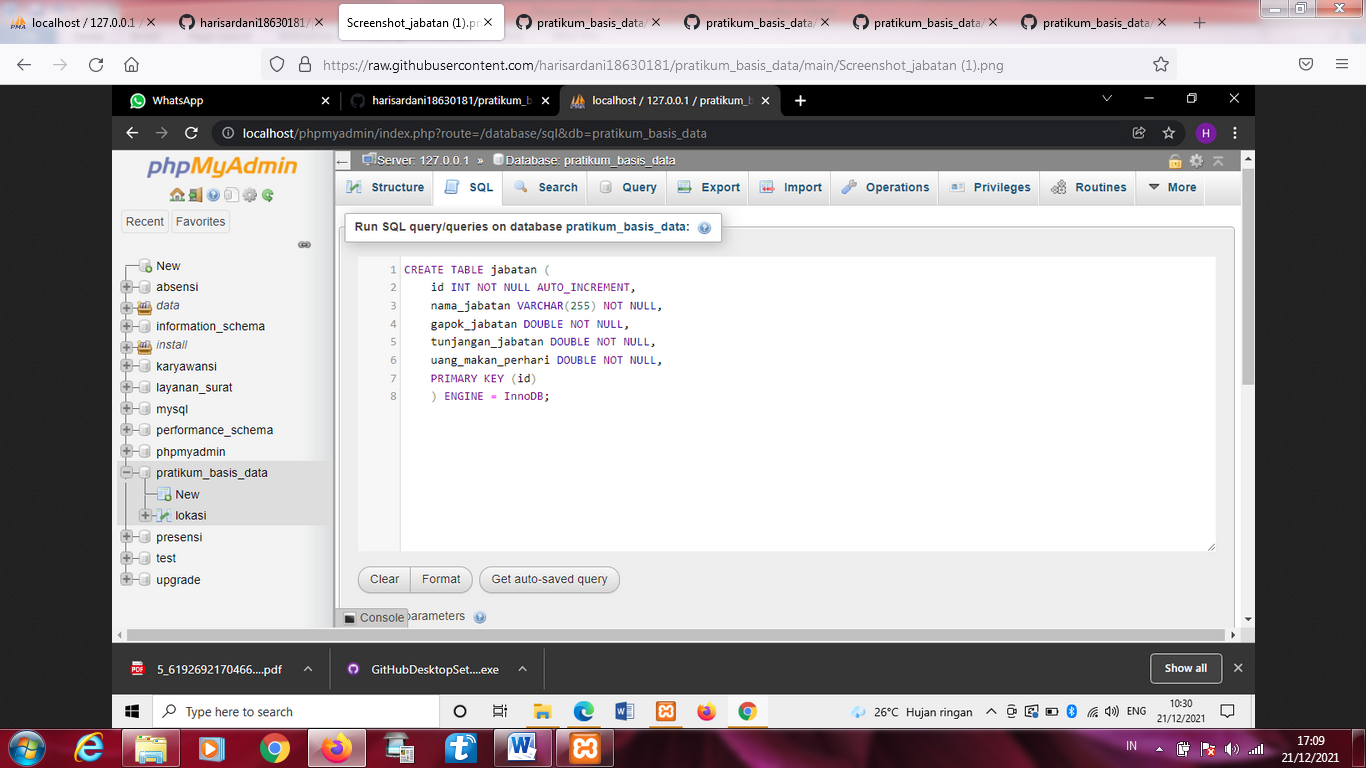 localhost / 127.0.0.1 /
harisardani18630181/
Screenshot_jabatan (1).pn
pratikum_basis_data/
pratikum_basis_data/
pratikum_basis_data/
pratikum_basis_data/
https://raw.githubusercontent.com/harisardani18630181/pratikum_basis_data/main/Screenshot_jabatan (1).png
WhatsApp
harisardani18630181/pratikum_b
localhost / 127.0.0.1 / pratikum_b
localhost/phpmyadmin/index.php?route=/database/sql&db=pratikum_basis_data
H
phpMyAdmin
Recent
Favorites
New
absensi
data
information_schema
install
karyawansi
layanan_surat
mysql
performance_schema
phpmyadmin
pratikum_basis_data
New
lokasi
presensi
test
upgrade
Server: 127.0.0.1 » Database: pratikum_basis_data
Structure
SQL
Search
Query
Export
Import
Operations
Privileges
Routines
More
Run SQL query/queries on database pratikum_basis_data:
1 CREATE TABLE jabatan (
2 id INT NOT NULL AUTO_INCREMENT,
3 nama_jabatan VARCHAR(255) NOT NULL,
4 gapok_jabatan DOUBLE NOT NULL,
5 tunjangan_jabatan DOUBLE NOT NULL,
6 uang_makan_perhari DOUBLE NOT NULL,
7 PRIMARY KEY (id)
8 ) ENGINE = InnoDB;
Clear
Format
Get auto-saved query
Console
parameters
5_6192692170466....pdf
GitHubDesktopSet....exe
Show all
Type here to search
26°C Hujan ringan
ENG
10:30
21/12/2021
IN
17:09
21/12/2021